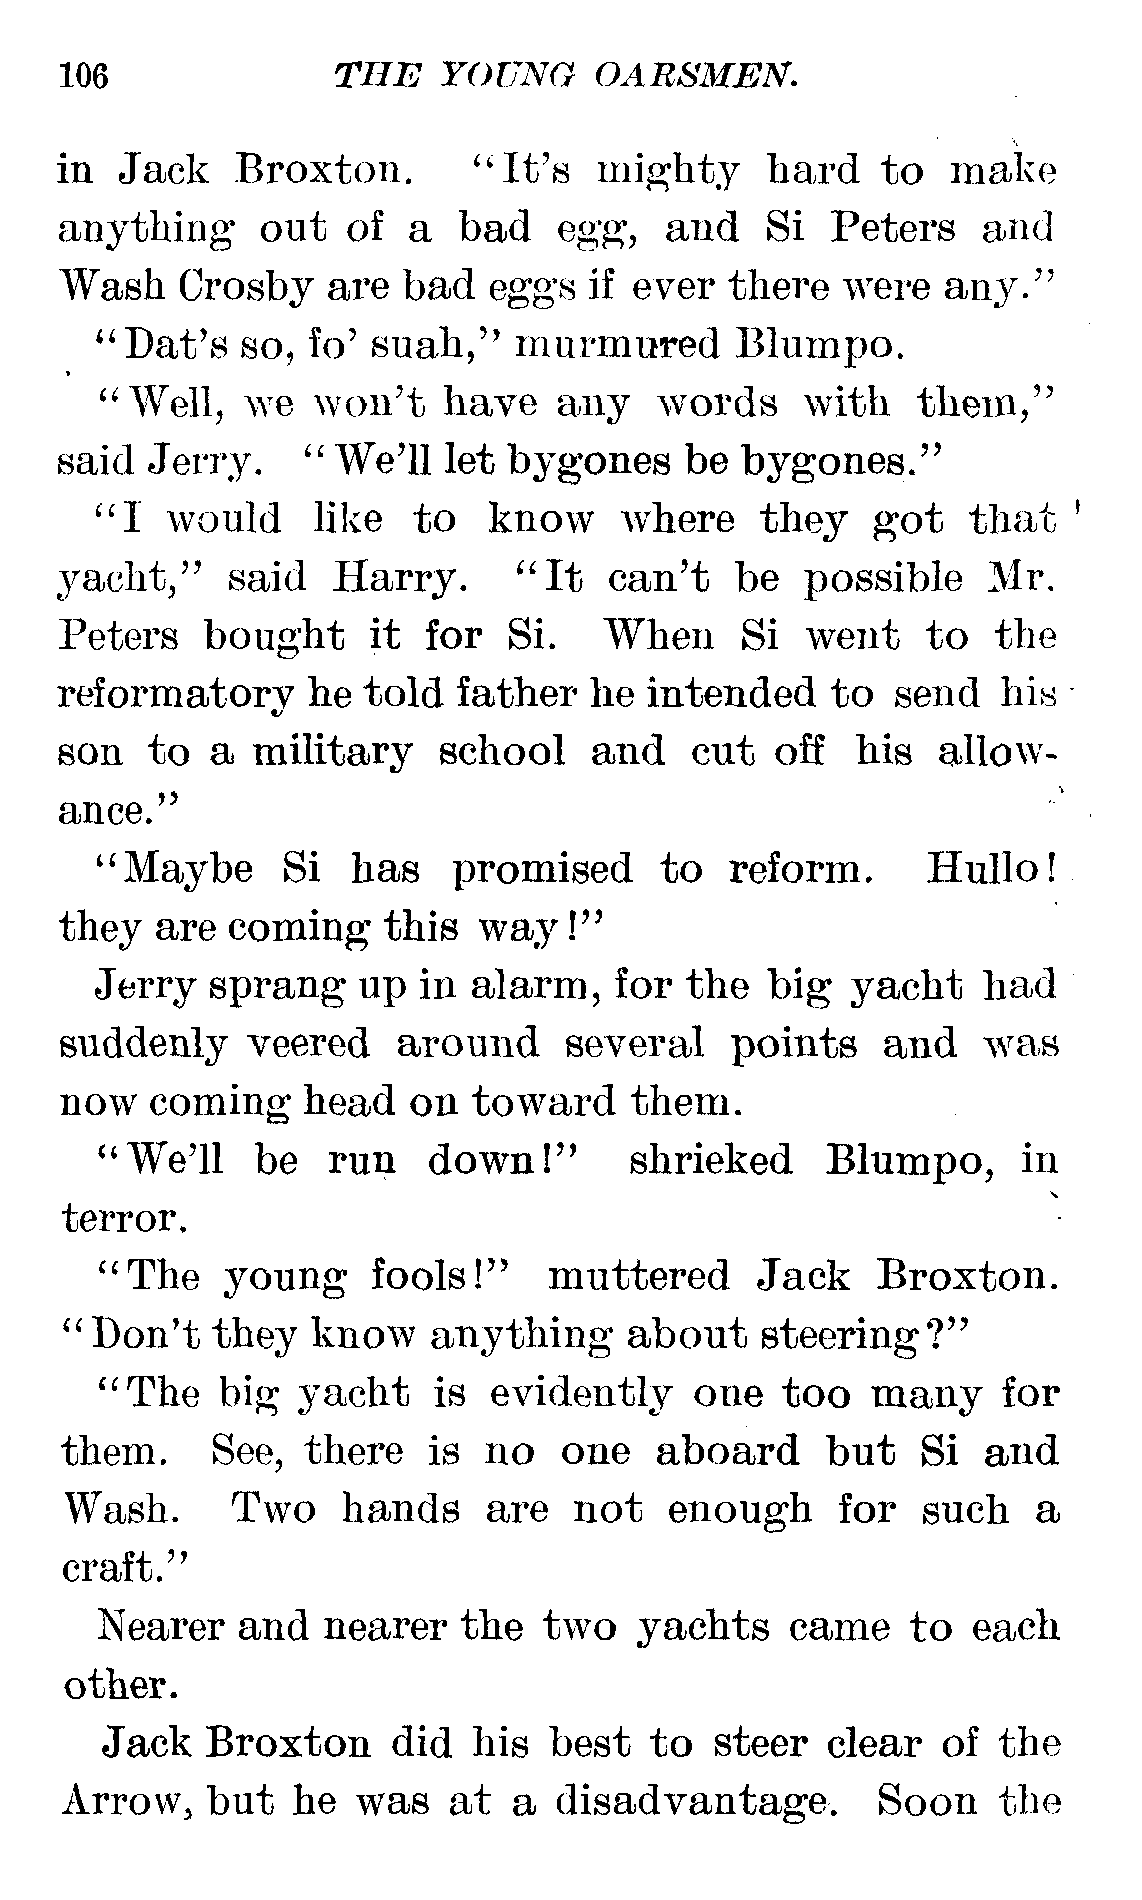 106 THE YOUNG OARSMEN.
in Jack Broxton. "It's mighty hard to make
anything out of a bad egg, and Si Peters and
Wash Crosby are bad eggs if ever there were any."
"Dat's so, fo' suah," murmured Blumpo.
"Well, we won't have any words with them,"
said Jerry. "We'll let bygones be bygones."
"I would like to know where they got that
yacht," said Harry. "It can't be possible Mr.
Peters bought it for Si. When Si went to the
reformatory he told father he intended to send his
son to a military school and cut off his allow-
ance."
"Maybe Si has promised to reform. Hullo!
they are coming this way!"
Jerry sprang up in alarm, for the big yacht had
suddenly veered around several points and was
now coming head on toward them.
"We'll be run down!" shrieked Blumpo, in
terror.
"The young fools!" muttered Jack Broxton.
"Don't they know anything about steering?"
"The big yacht is evidently one too many for
them. See, there is no one aboard but Si and
Wash. Two hands are not enough for such a
craft."
Nearer and nearer the two yachts came to each
other.
Jack Broxton did his best to steer clear of the
Arrow, but he was at a disadvantage. Soon the